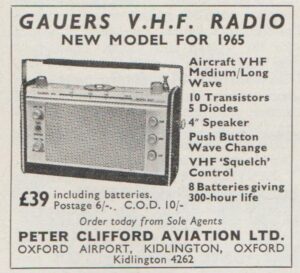 GAUERS V.H.F. RADIO
NEW MODEL FOR 1965
Aircraft VHF
Medium/Long
Wave
10 Transistors
5 Diodes
4" Speaker
Push Button
Wave Change
VHF 'Squelch'
Control
8 Batteries giving
300-hour life
£39 including batteries.
Postage 6/-. C.O.D. 10/-
Order today from Sole Agents
PETER CLIFFORD AVIATION LTD.
OXFORD AIRPORT, KIDLINGTON, OXFORD
Kidlington 4262